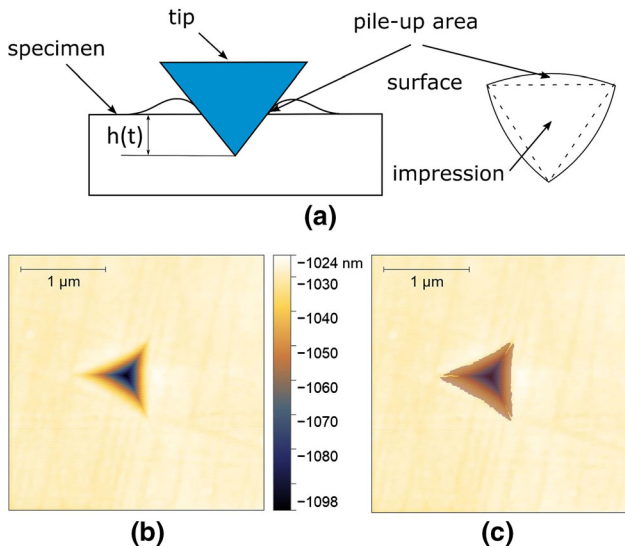 tip
pile-up area
specimen
surface
h(t)
impression
(a)
1 µm
−1024 nm
−1030
−1040
−1050
−1060
−1070
−1080
−1098
1 µm
(b)
(c)